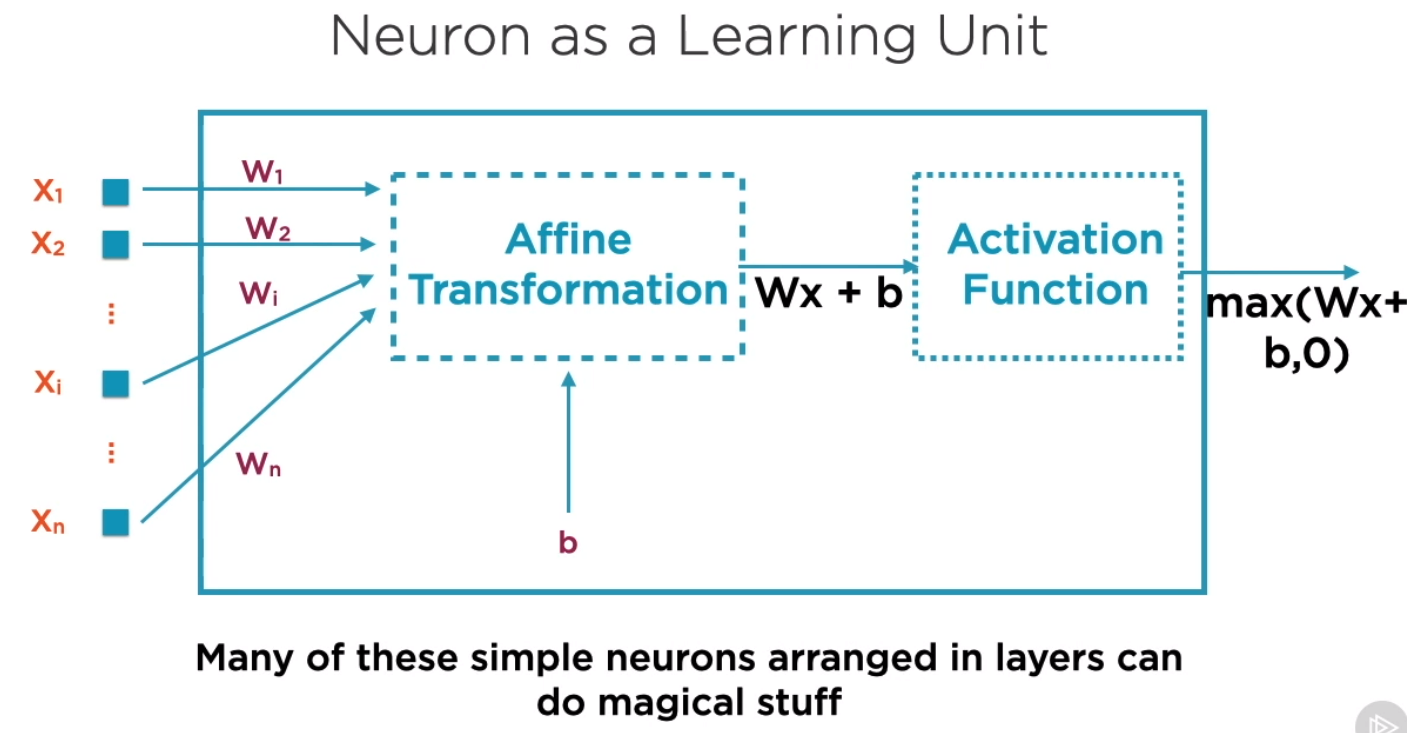 Neuron as a Learning Unit
X₁
W₁
X₂
W₂
Wᵢ
⋮
Xᵢ
⋮
Wₙ
Xₙ
Affine
Transformation
b
Wx + b
Activation
Function
max(Wx+
b,0)
Many of these simple neurons arranged in layers can
do magical stuff